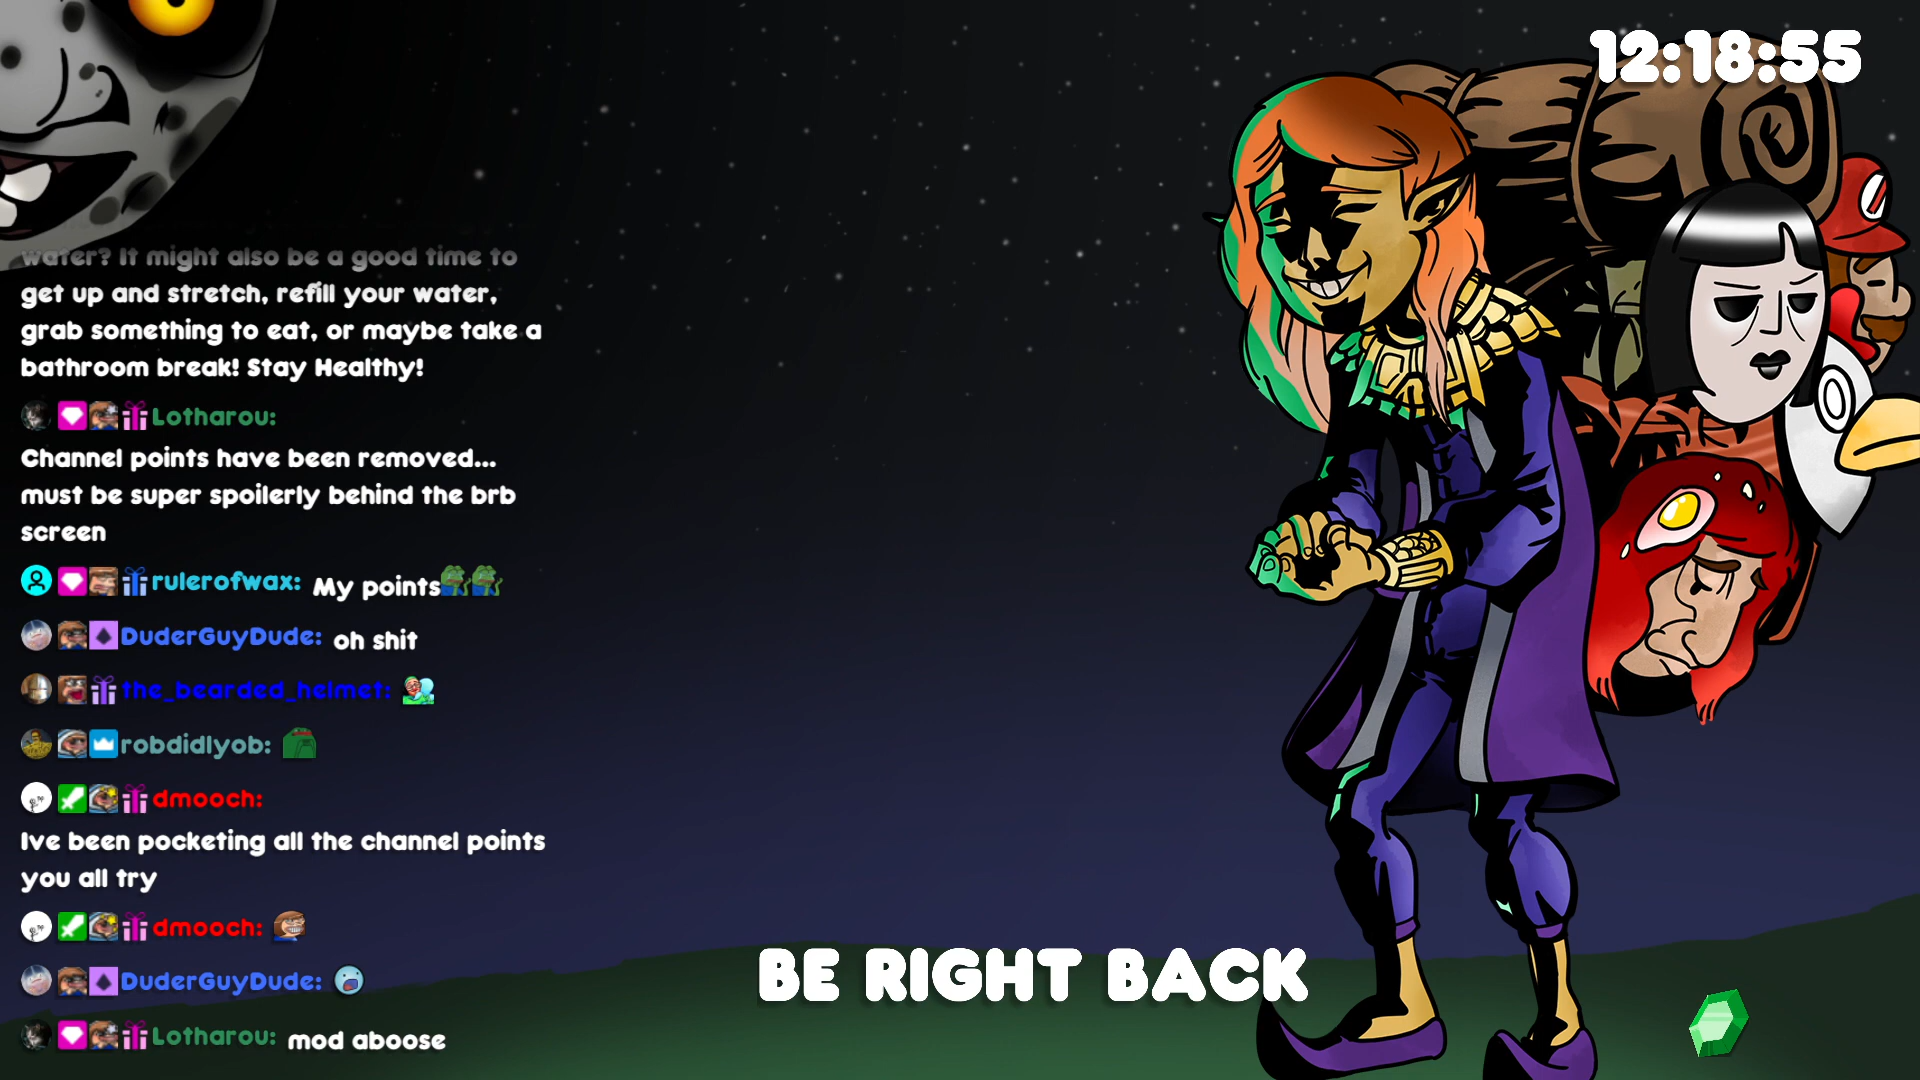 12:18:55
water? It might also be a good time to
get up and stretch, refill your water,
grab something to eat, or maybe take a
bathroom break! Stay Healthy!
Lotharou:
Channel points have been removed...
must be super spoilerly behind the brb
screen
rulerofwax: My points
DuderGuyDude: oh shit
the_bearded_helmet:
robdidlyob:
dmooch:
Ive been pocketing all the channel points
you all try
dmooch:
DuderGuyDude:
Lotharou: mod aboose
BE RIGHT BACK